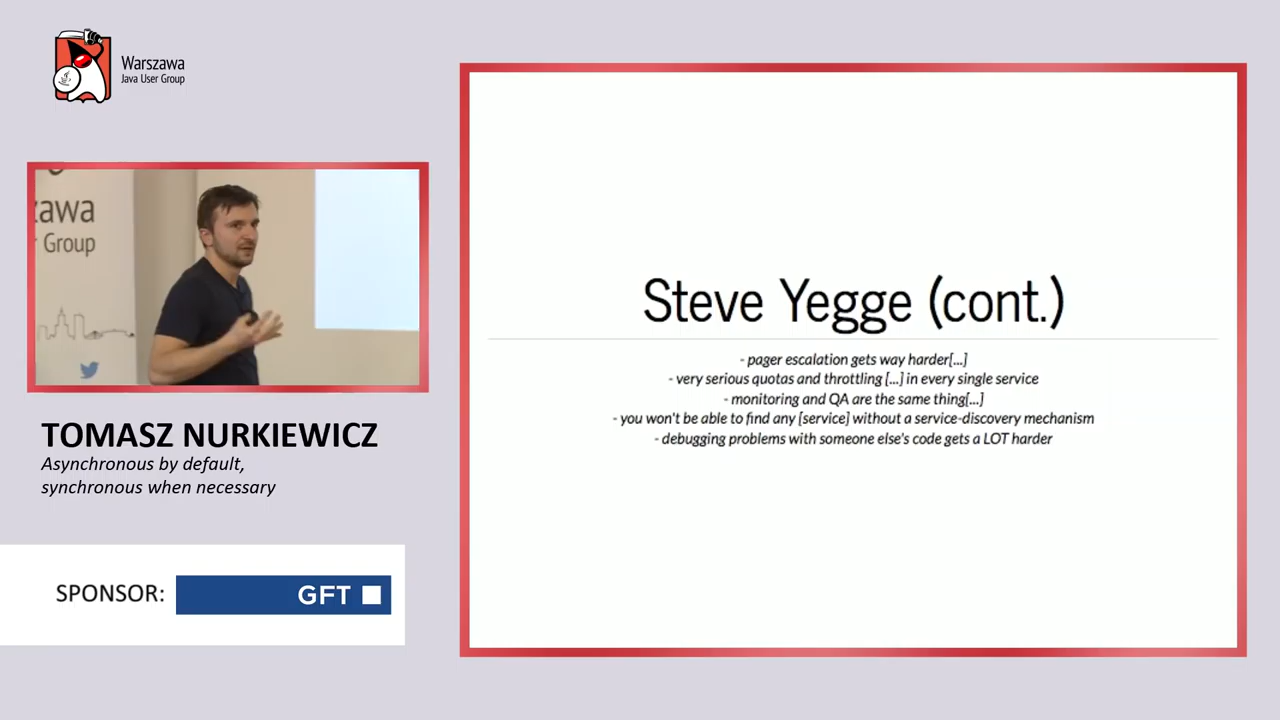 Warszawa
Java User Group
zawa
Group
TOMASZ NURKIEWICZ
Asynchronous by default,
synchronous when necessary
SPONSOR:
GFT
Steve Yegge (cont.)
- pager escalation gets way harder[...]
- very serious quotas and throttling [...] in every single service
- monitoring and QA are the same thing[...]
- you won't be able to find any [service] without a service-discovery mechanism
- debugging problems with someone else's code gets a LOT harder